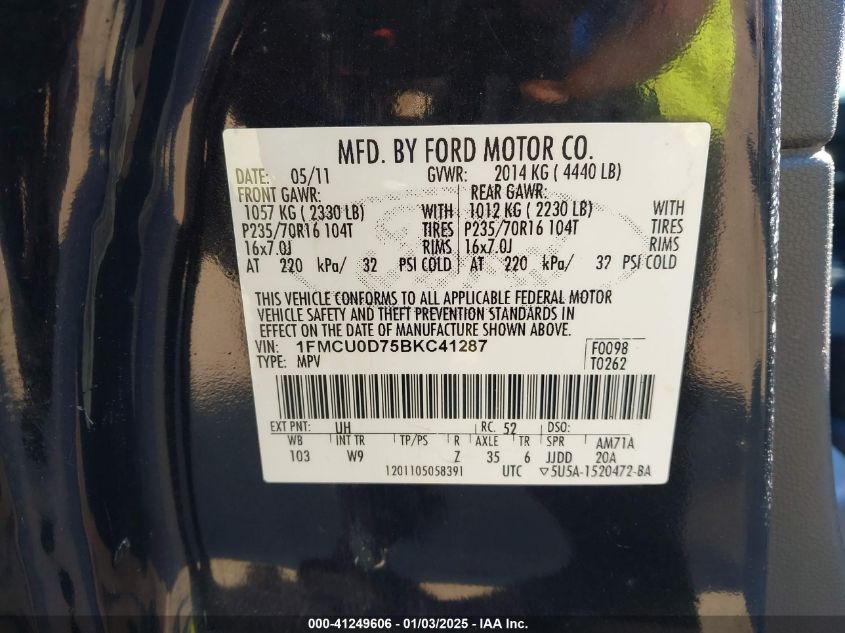 MFD. BY FORD MOTOR CO.
DATE: 05/11 GVWR: 2014 KG ( 4440 LB)
FRONT GAWR: REAR GAWR:
1057 KG ( 2330 LB) WITH 1012 KG ( 2230 LB) WITH
P235/70R16 104T TIRES P235/70R16 104T TIRES
16x7.0J RIMS 16x7.0J RIMS
AT 220 kPa/ 32 PSI COLD AT 220 kPa/ 32 PSI COLD
THIS VEHICLE CONFORMS TO ALL APPLICABLE FEDERAL MOTOR
VEHICLE SAFETY AND THEFT PREVENTION STANDARDS IN
EFFECT ON THE DATE OF MANUFACTURE SHOWN ABOVE.
VIN: 1FMCU0D75BKC41287 F0098
TYPE: MPV T0262
EXT PNT: UH RC: 52 DSO:
WB INT TR TP/PS R AXLE TR SPR AM71A
103 W9 Z 35 6 JJDD 20A
1201105058391 UTC ▽5U5A-1520472-BA
000-41249606 - 01/03/2025 - IAA Inc.